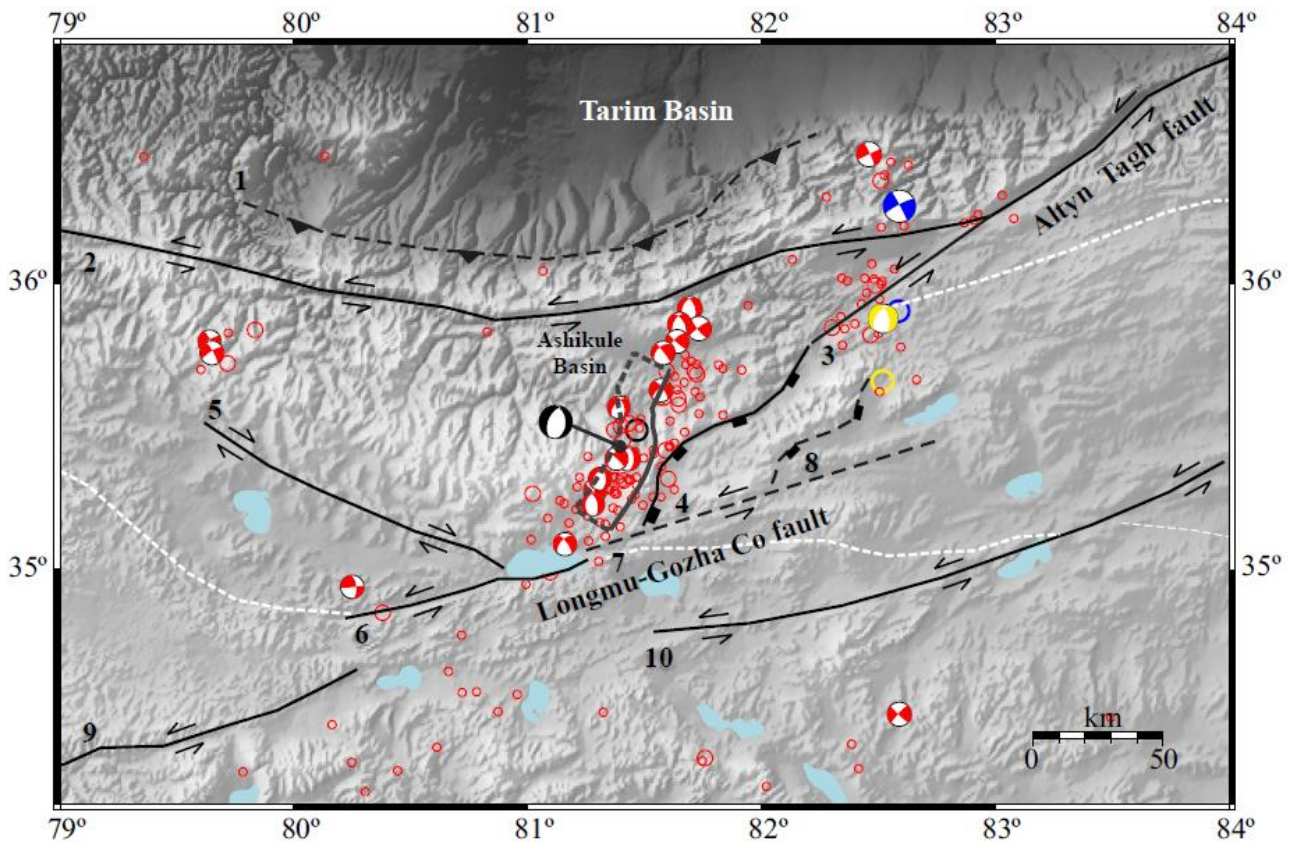 79º 80º 81º 82º 83º 84º
Tarim Basin
Altyn Tagh fault
1
2
36º 36º
Ashikule
Basin
3
5
8
4
35º 35º
7
Longmu-Gozha Co fault
6
10
9
km
0 50
79º 80º 81º 82º 83º 84º